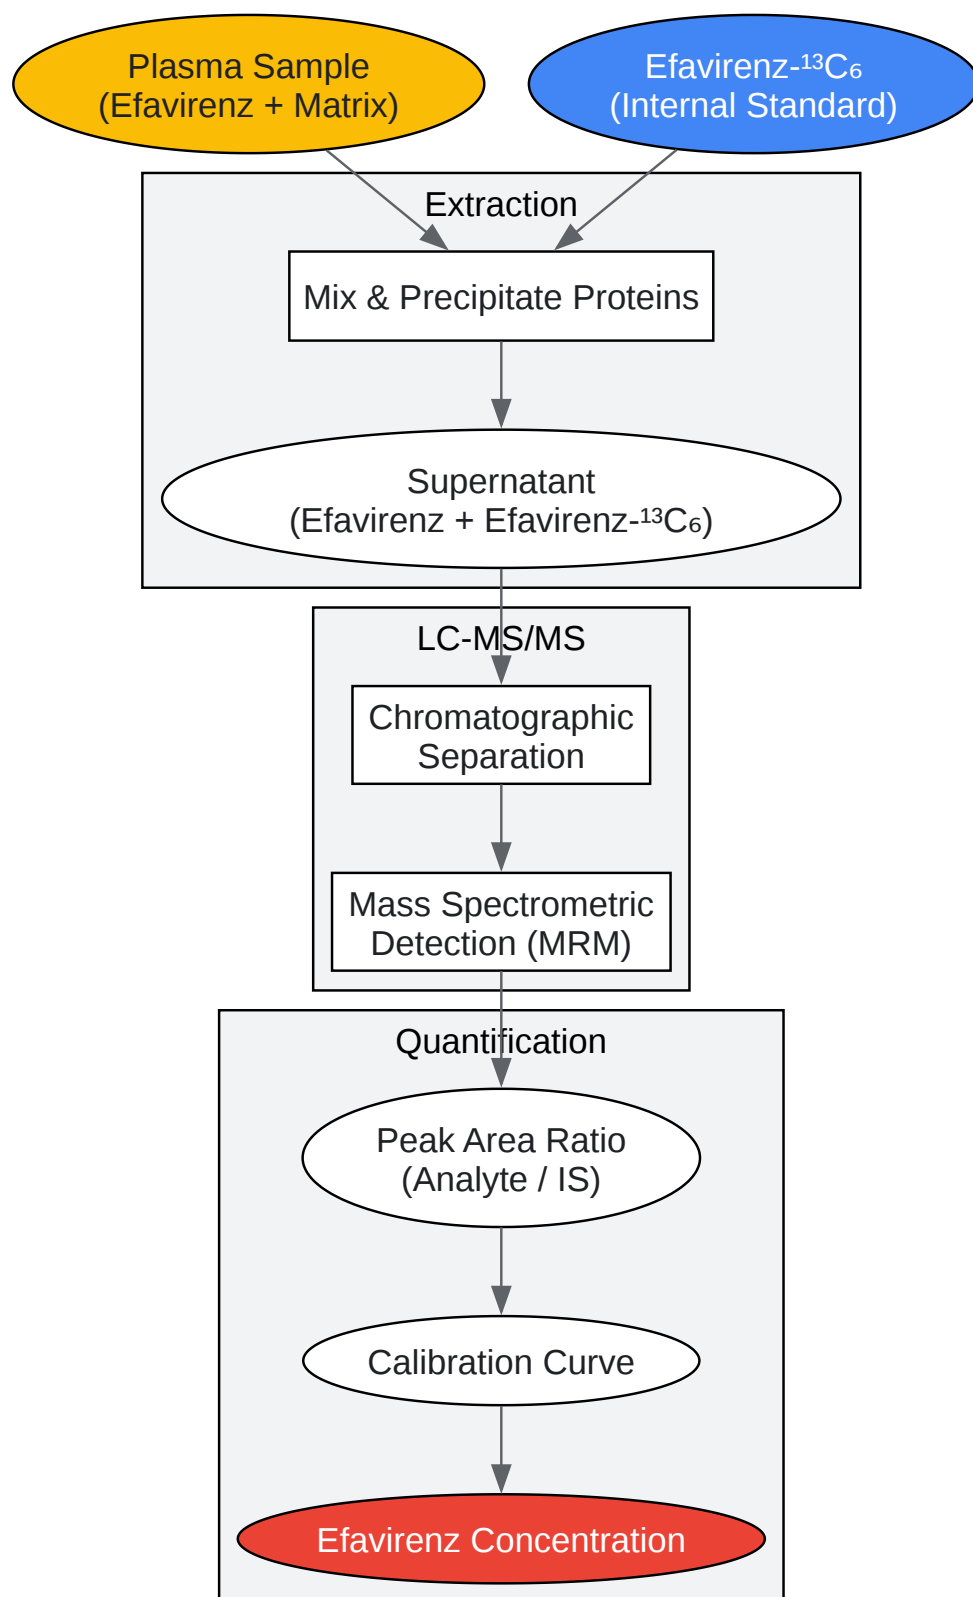 Plasma Sample
(Efavirenz + Matrix)
Efavirenz-¹³C₆
(Internal Standard)
Extraction
Mix & Precipitate Proteins
Supernatant
(Efavirenz + Efavirenz-¹³C₆)
LC-MS/MS
Chromatographic
Separation
Mass Spectrometric
Detection (MRM)
Quantification
Peak Area Ratio
(Analyte / IS)
Calibration Curve
Efavirenz Concentration